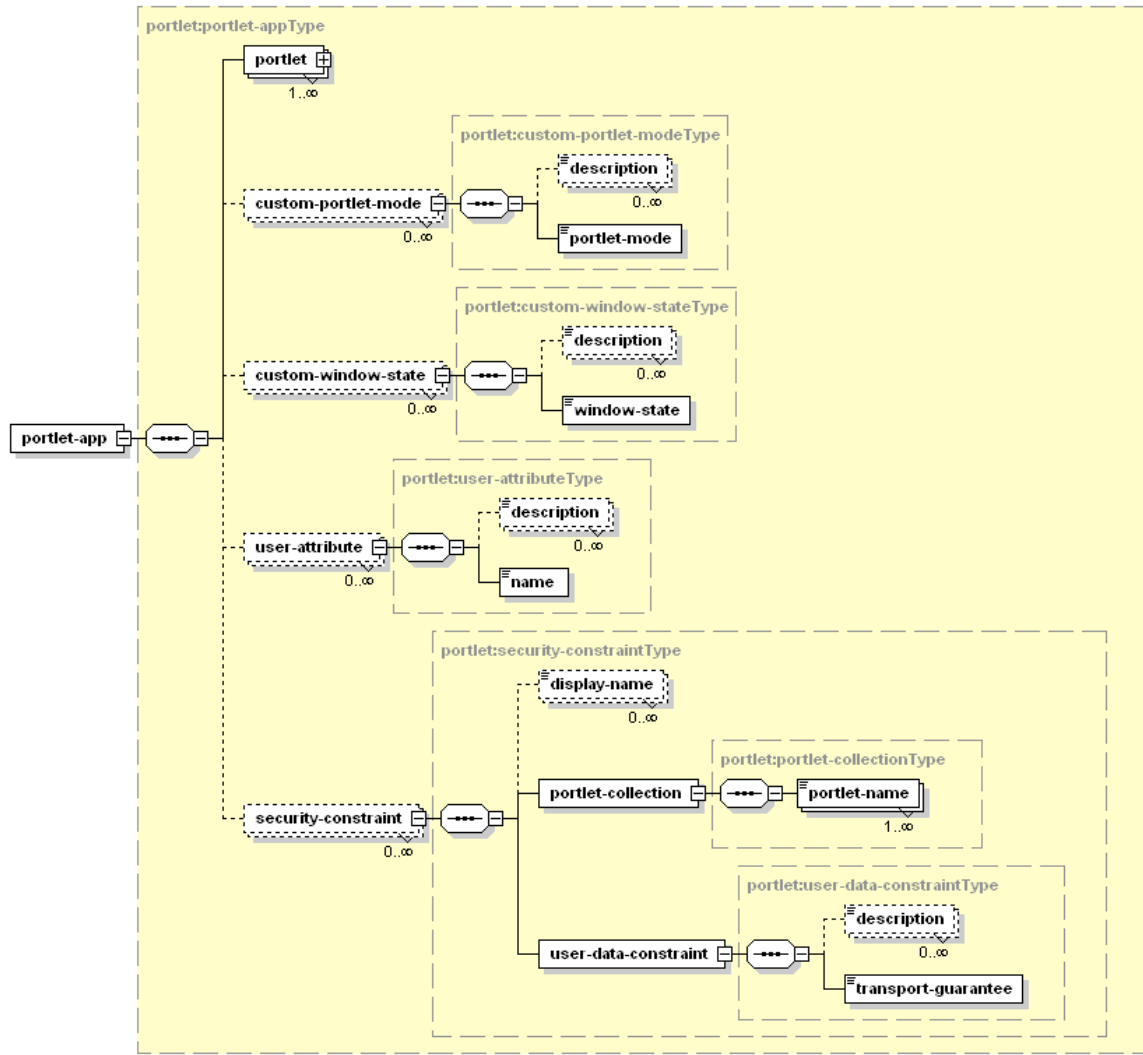 portlet:portlet-appType
portlet
1..∞
portlet:custom-portlet-modeType
description
0..∞
custom-portlet-mode
0..∞
portlet-mode
portlet:custom-window-stateType
description
0..∞
custom-window-state
0..∞
window-state
portlet-app
portlet:user-attributeType
description
0..∞
user-attribute
0..∞
name
portlet:security-constraintType
display-name
0..∞
portlet:portlet-collectionType
portlet-collection
portlet-name
1..∞
security-constraint
0..∞
portlet:user-data-constraintType
description
0..∞
user-data-constraint
transport-guarantee